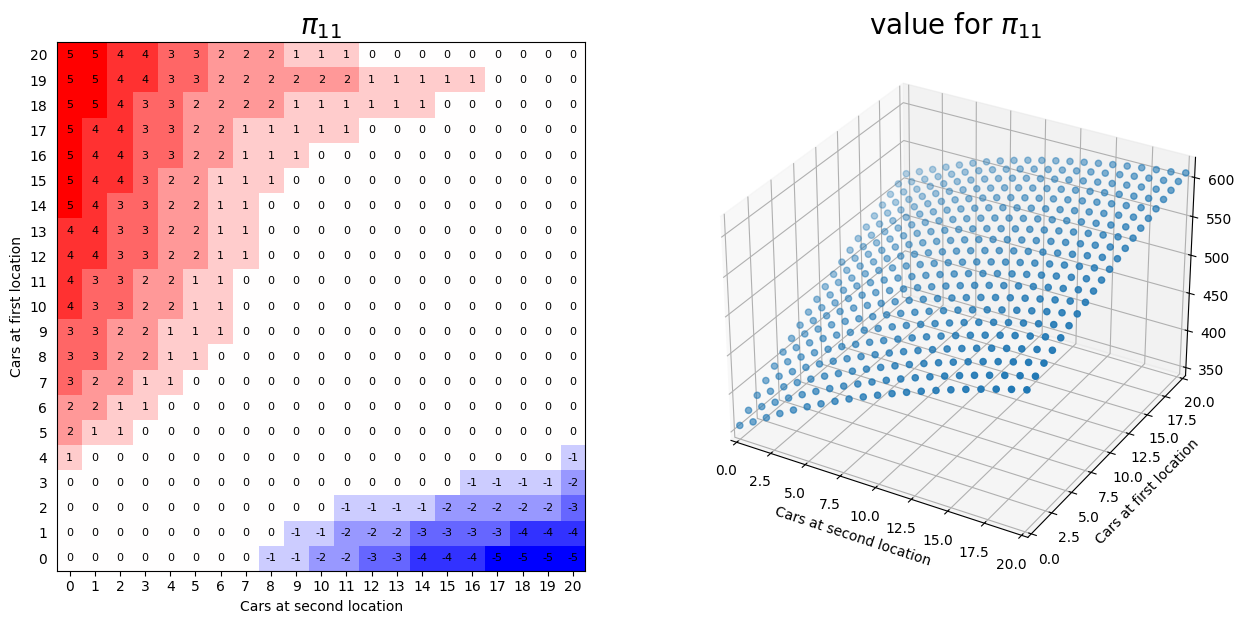 π11
20 5 5 4 4 3 3 2 2 2 1 1 1 0 0 0 0 0 0 0 0 0
19 5 5 4 4 3 3 2 2 2 2 2 2 1 1 1 1 1 0 0 0 0
18 5 5 4 3 3 2 2 2 2 1 1 1 1 1 1 0 0 0 0 0 0
17 5 4 4 3 3 2 2 1 1 1 1 1 0 0 0 0 0 0 0 0 0
16 5 4 4 3 3 2 2 1 1 1 0 0 0 0 0 0 0 0 0 0 0
15 5 4 4 3 2 2 1 1 1 0 0 0 0 0 0 0 0 0 0 0 0
14 5 4 3 3 2 2 1 1 0 0 0 0 0 0 0 0 0 0 0 0 0
13 4 4 3 3 2 2 1 1 0 0 0 0 0 0 0 0 0 0 0 0 0
12 4 4 3 3 2 2 1 1 0 0 0 0 0 0 0 0 0 0 0 0 0
11 4 3 3 2 2 1 1 0 0 0 0 0 0 0 0 0 0 0 0 0 0
10 4 3 3 2 2 1 1 0 0 0 0 0 0 0 0 0 0 0 0 0 0
9 3 3 2 2 1 1 1 0 0 0 0 0 0 0 0 0 0 0 0 0 0
8 3 3 2 2 1 1 0 0 0 0 0 0 0 0 0 0 0 0 0 0 0
7 3 2 2 1 1 0 0 0 0 0 0 0 0 0 0 0 0 0 0 0 0
6 2 2 1 1 0 0 0 0 0 0 0 0 0 0 0 0 0 0 0 0 0
5 2 1 1 0 0 0 0 0 0 0 0 0 0 0 0 0 0 0 0 0 0
4 1 0 0 0 0 0 0 0 0 0 0 0 0 0 0 0 0 0 0 0 -1
3 0 0 0 0 0 0 0 0 0 0 0 0 0 0 0 0 -1 -1 -1 -1 -2
2 0 0 0 0 0 0 0 0 0 0 0 -1 -1 -1 -1 -2 -2 -2 -2 -2 -3
1 0 0 0 0 0 0 0 0 0 -1 -1 -2 -2 -2 -3 -3 -3 -3 -4 -4 -4
0 0 0 0 0 0 0 0 0 -1 -1 -2 -2 -3 -3 -4 -4 -4 -5 -5 -5 -5
0 1 2 3 4 5 6 7 8 9 10 11 12 13 14 15 16 17 18 19 20
Cars at second location
Cars at first location
value for π11
600
550
500
450
400
350
0.0 2.5 5.0 7.5 10.0 12.5 15.0 17.5 20.0
Cars at second location
0.0 2.5 5.0 7.5 10.0 12.5 15.0 17.5 20.0
Cars at first location